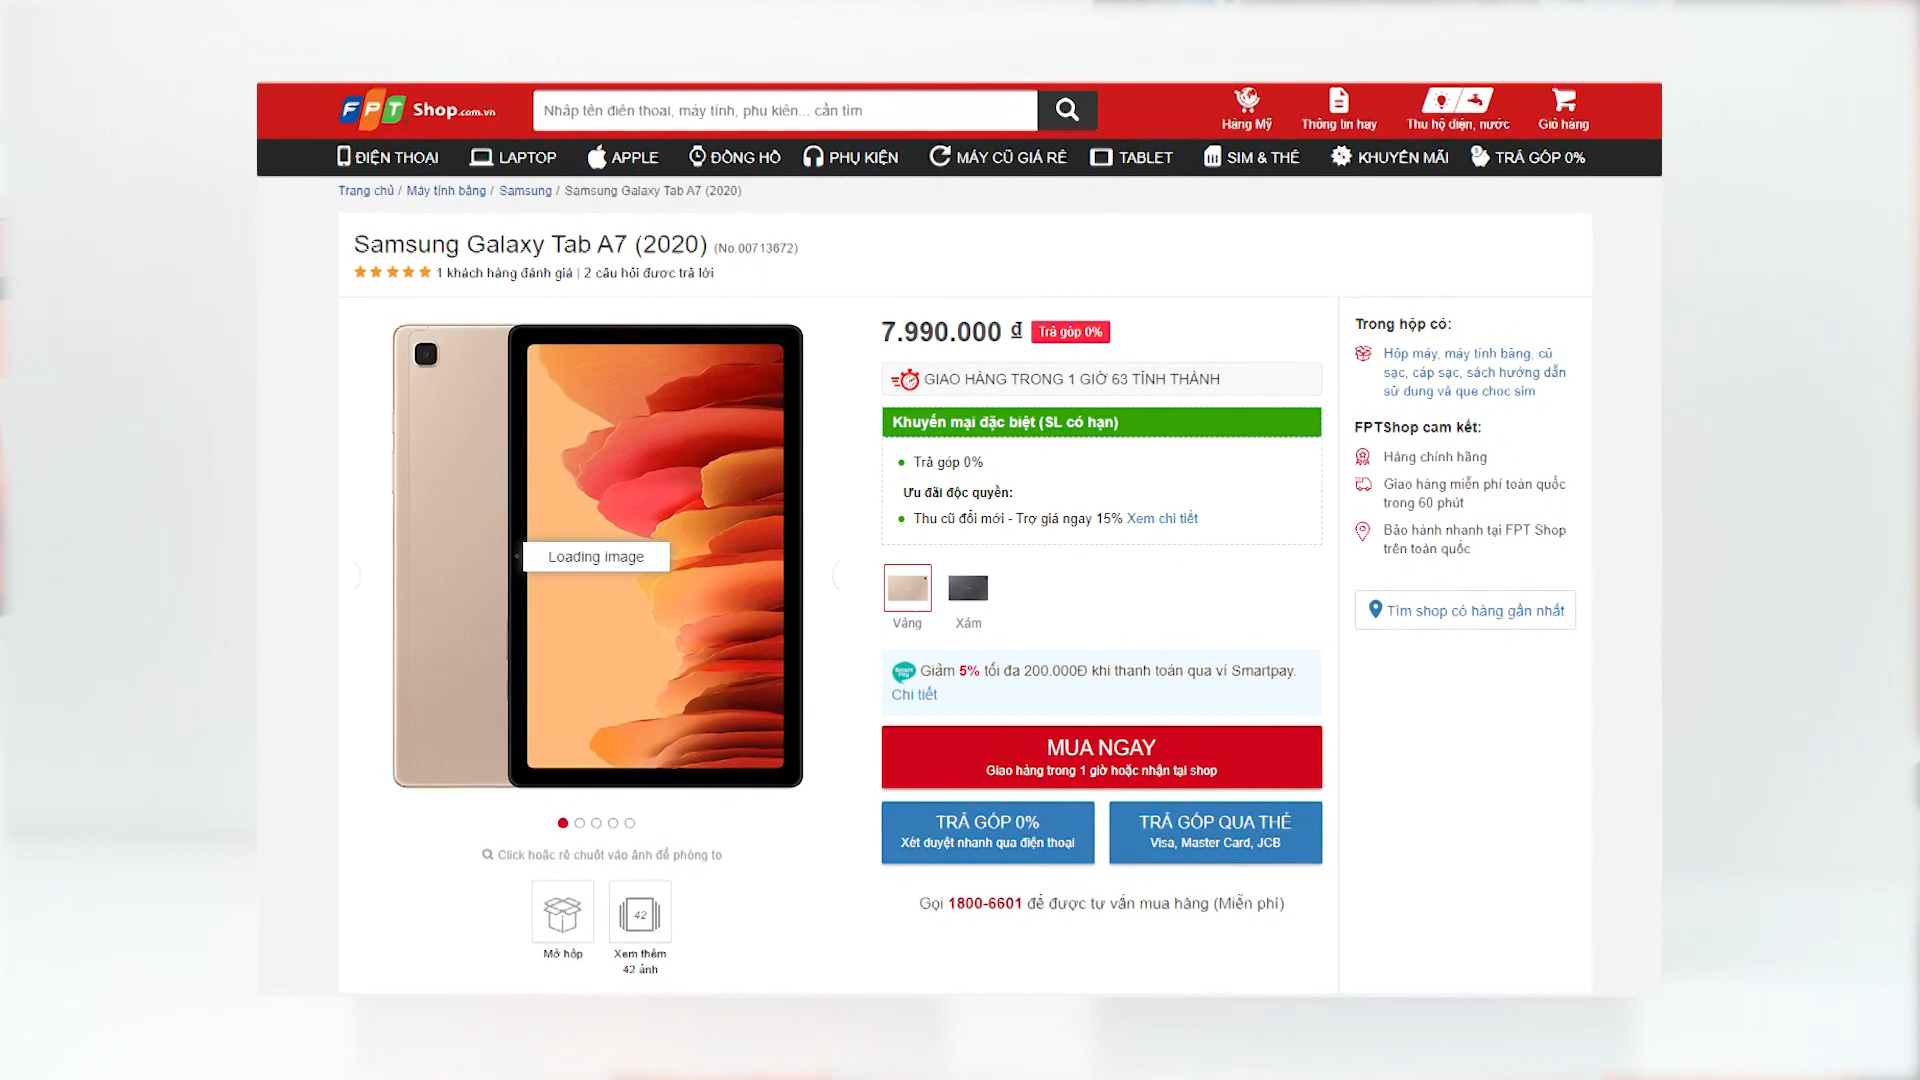 FPT Shop.com.vn
Nhập tên điện thoại, máy tính, phụ kiện... cần tìm
Hàng Mỹ
Thông tin hay
Thu hộ điện, nước
Giỏ hàng
ĐIỆN THOẠI
LAPTOP
APPLE
ĐỒNG HỒ
PHỤ KIỆN
MÁY CŨ GIÁ RẺ
TABLET
SIM & THẺ
KHUYẾN MÃI
TRẢ GÓP 0%
Trang chủ / Máy tính bảng / Samsung / Samsung Galaxy Tab A7 (2020)
Samsung Galaxy Tab A7 (2020) (No.00713672)
1 khách hàng đánh giá | 2 câu hỏi được trả lời
Loading image
Click hoặc rê chuột vào ảnh để phóng to
Mở hộp
42
Xem thêm
42 ảnh
7.990.000 ₫ Trả góp 0%
GIAO HÀNG TRONG 1 GIỜ 63 TỈNH THÀNH
Khuyến mại đặc biệt (SL có hạn)
Trả góp 0%
Ưu đãi độc quyền:
Thu cũ đổi mới - Trợ giá ngay 15% Xem chi tiết
Vàng
Xám
Smart Pay
Giảm 5% tối đa 200.000Đ khi thanh toán qua ví Smartpay.
Chi tiết
MUA NGAY
Giao hàng trong 1 giờ hoặc nhận tại shop
TRẢ GÓP 0%
Xét duyệt nhanh qua điện thoại
TRẢ GÓP QUA THẺ
Visa, Master Card, JCB
Gọi 1800-6601 để được tư vấn mua hàng (Miễn phí)
Trong hộp có:
Hộp máy, máy tính bảng, củ
sạc, cáp sạc, sách hướng dẫn
sử dụng và que chọc sim
FPTShop cam kết:
Hàng chính hãng
Giao hàng miễn phí toàn quốc
trong 60 phút
Bảo hành nhanh tại FPT Shop
trên toàn quốc
Tìm shop có hàng gần nhất